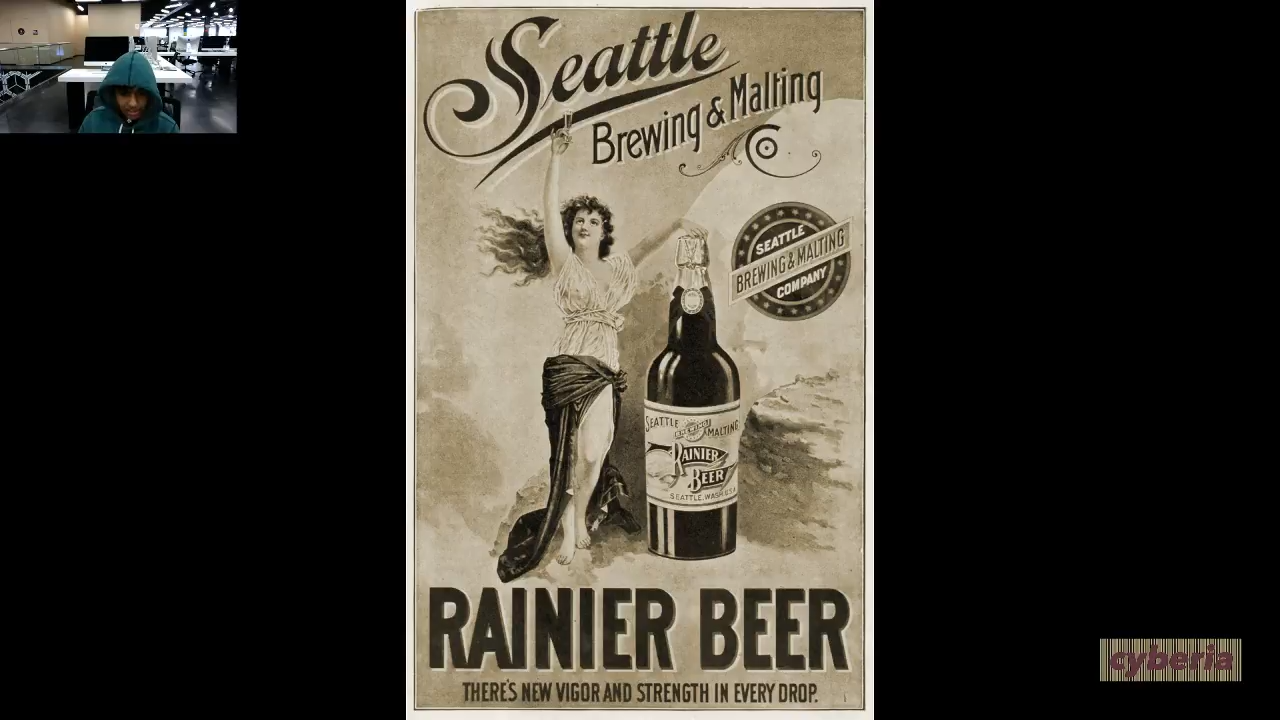 Seattle
Brewing & Malting
Co
SEATTLE
BREWING & MALTING
COMPANY
SEATTLE BREWING MALTING
RAINIER
BEER
SEATTLE, WASH U.S.A
RAINIER BEER
THERE'S NEW VIGOR AND STRENGTH IN EVERY DROP.
cyberia